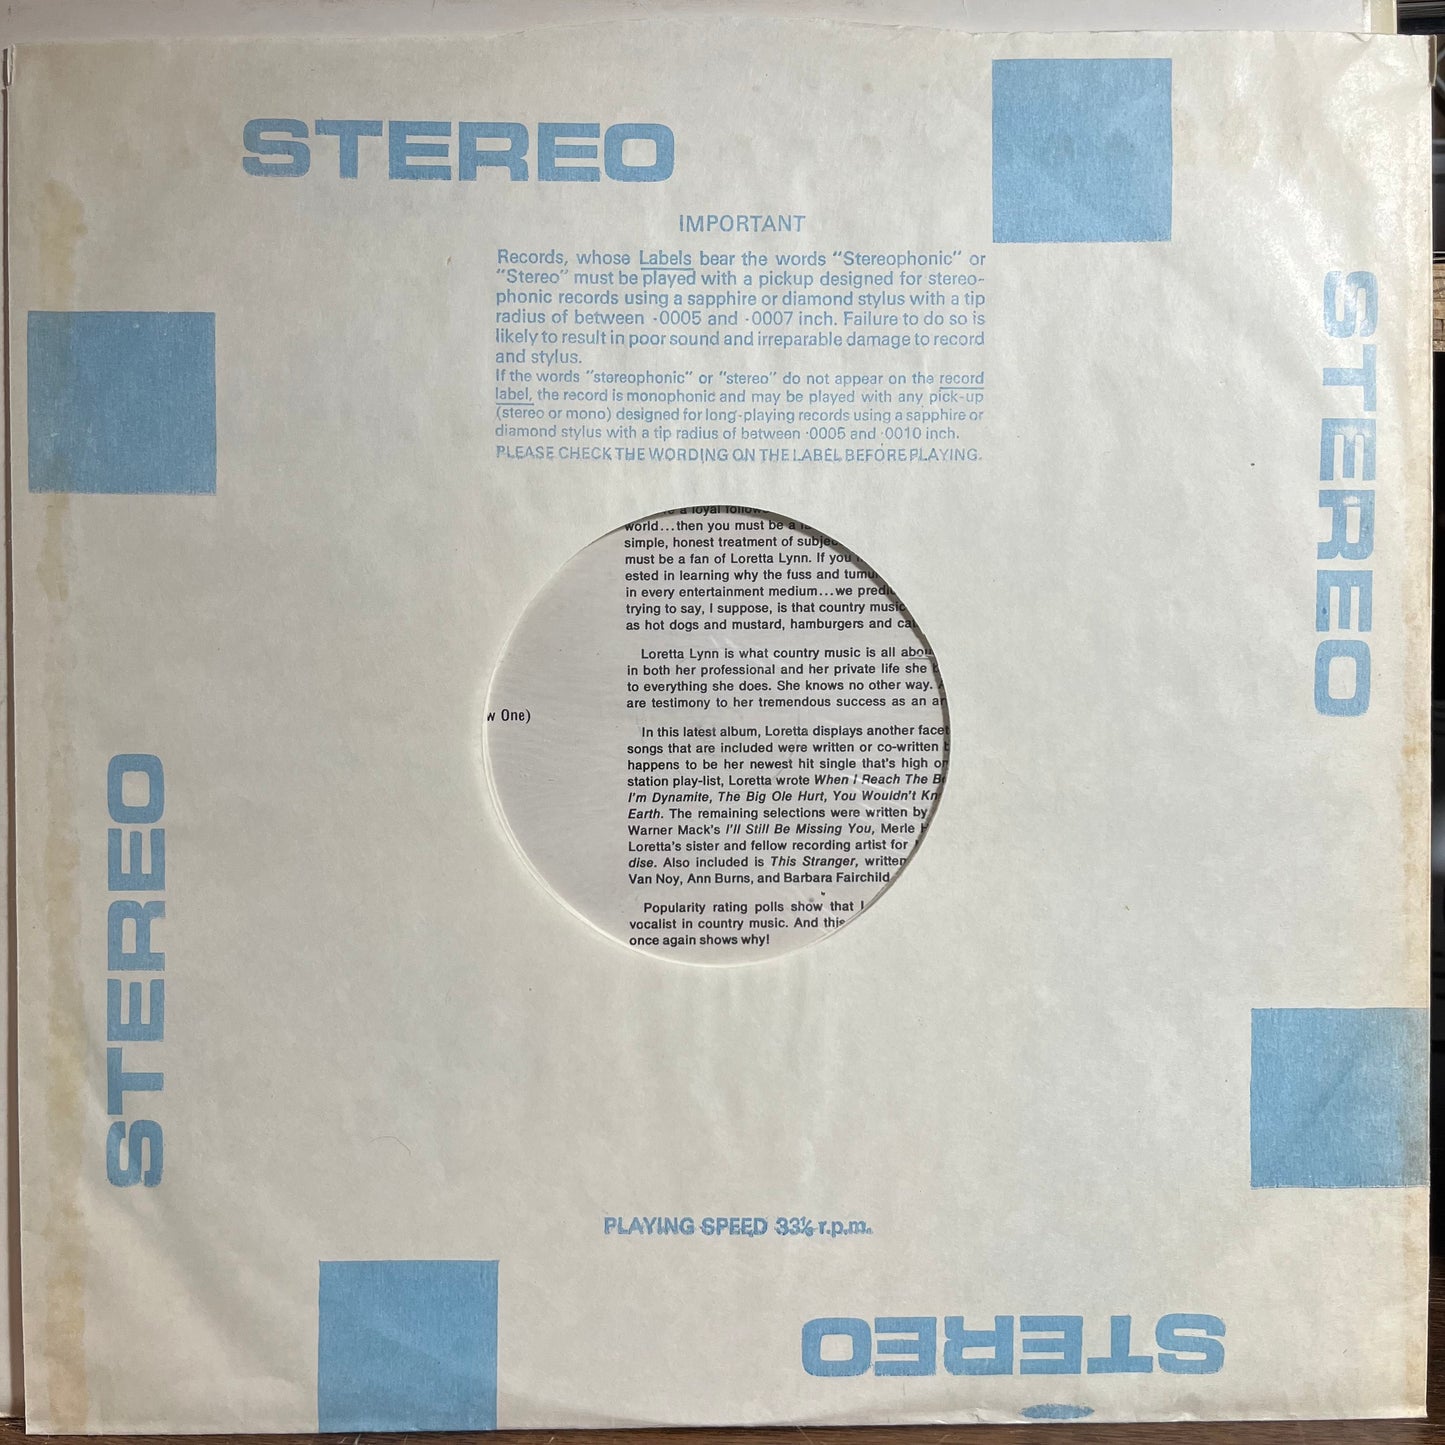 STEREO
IMPORTANT
Records, whose Labels bear the words "Stereophonic" or
"Stereo" must be played with a pickup designed for stereo-
phonic records using a sapphire or diamond stylus with a tip
radius of between ·0005 and ·0007 inch. Failure to do so is
likely to result in poor sound and irreparable damage to record
and stylus.
If the words "stereophonic" or "stereo" do not appear on the record
label, the record is monophonic and may be played with any pick-up
(stereo or mono) designed for long-playing records using a sapphire or
diamond stylus with a tip radius of between ·0005 and ·0010 inch.
PLEASE CHECK THE WORDING ON THE LABEL BEFORE PLAYING.
STEREO
a loyal
world...then you must be a
simple, honest treatment of
must be a fan of Loretta Lynn. If you
ested in learning why the fuss and
in every entertainment medium...we
trying to say, I suppose, is that country
as hot dogs and mustard, hamburgers and
Loretta Lynn is what country music is all
in both her professional and her private life she
to everything she does. She knows no other way.
are testimony to her tremendous success as an
w One)
In this latest album, Loretta displays another
songs that are included were written or co-written
happens to be her newest hit single that's high
station play-list, Loretta wrote When I Reach The
I'm Dynamite, The Big Ole Hurt, You Wouldn't
Earth. The remaining selections were written by
Warner Mack's I'll Still Be Missing You, Merle
Loretta's sister and fellow recording artist for
dise. Also included is This Stranger, written
Van Noy, Ann Burns, and Barbara Fairchild
Popularity rating polls show that
vocalist in country music. And this
once again shows why!
STEREO
PLAYING SPEED 33⅓ r.p.m.
STEREO